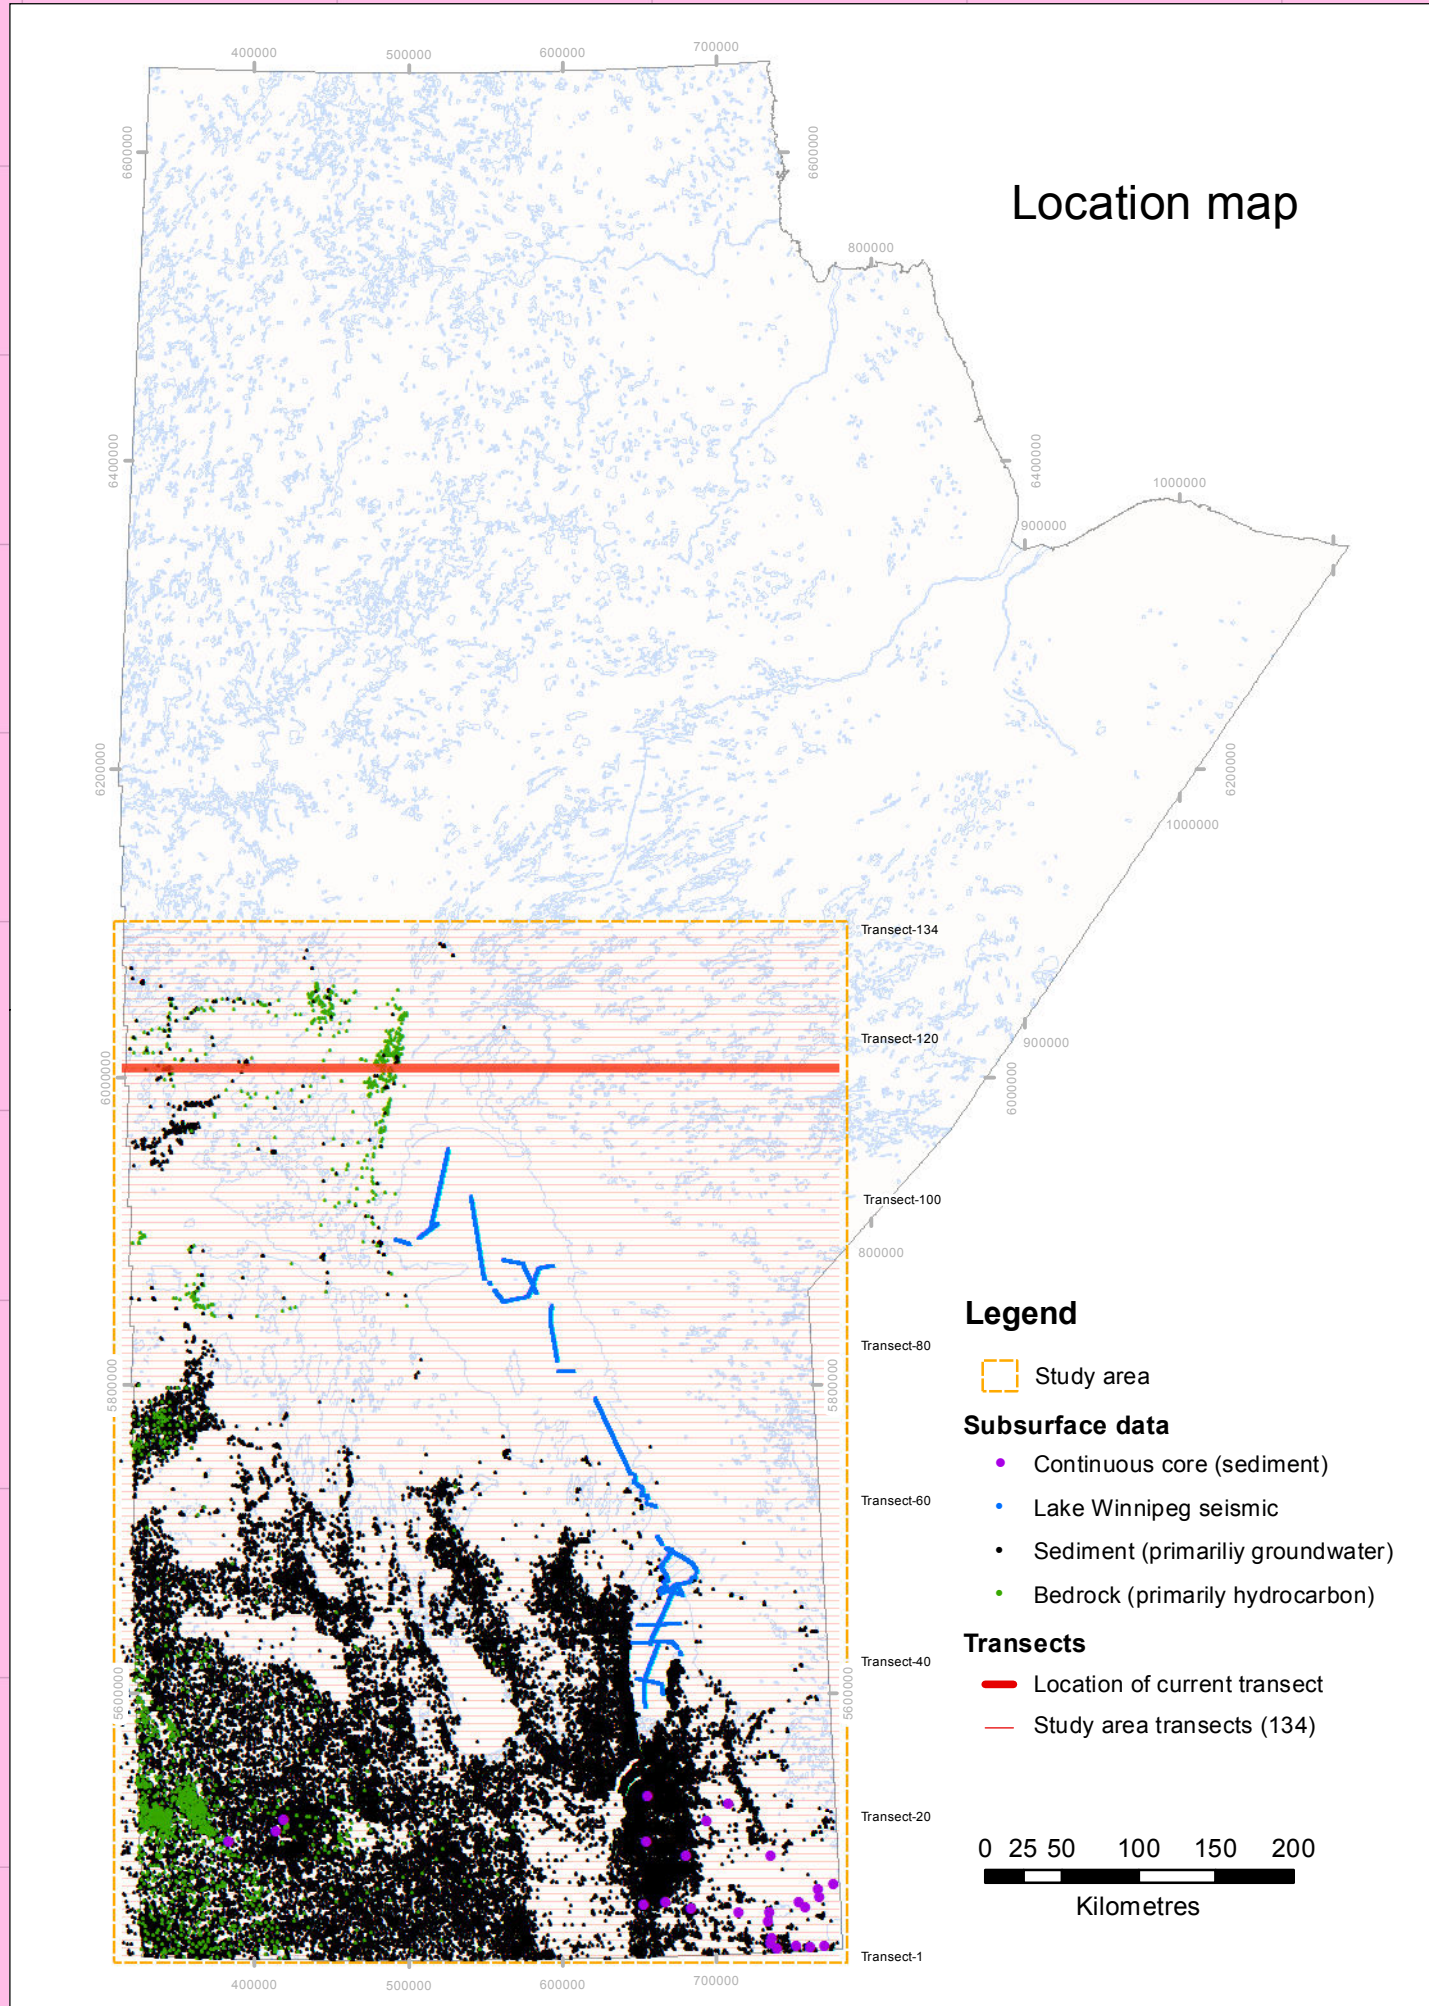 400000
500000
600000
700000
6600000
6600000
Location map
800000
6400000
6400000
1000000
900000
6200000
6200000
1000000
Transect-134
Transect-120
900000
6000000
6000000
Transect-100
800000
Legend
Transect-80
5800000
5800000
Study area
Subsurface data
Continuous core (sediment)
Transect-60
Lake Winnipeg seismic
Sediment (primariliy groundwater)
Bedrock (primarily hydrocarbon)
Transects
Transect-40
5600000
5600000
Location of current transect
Study area transects (134)
Transect-20
0 25 50 100 150 200
Kilometres
Transect-1
400000
500000
600000
700000